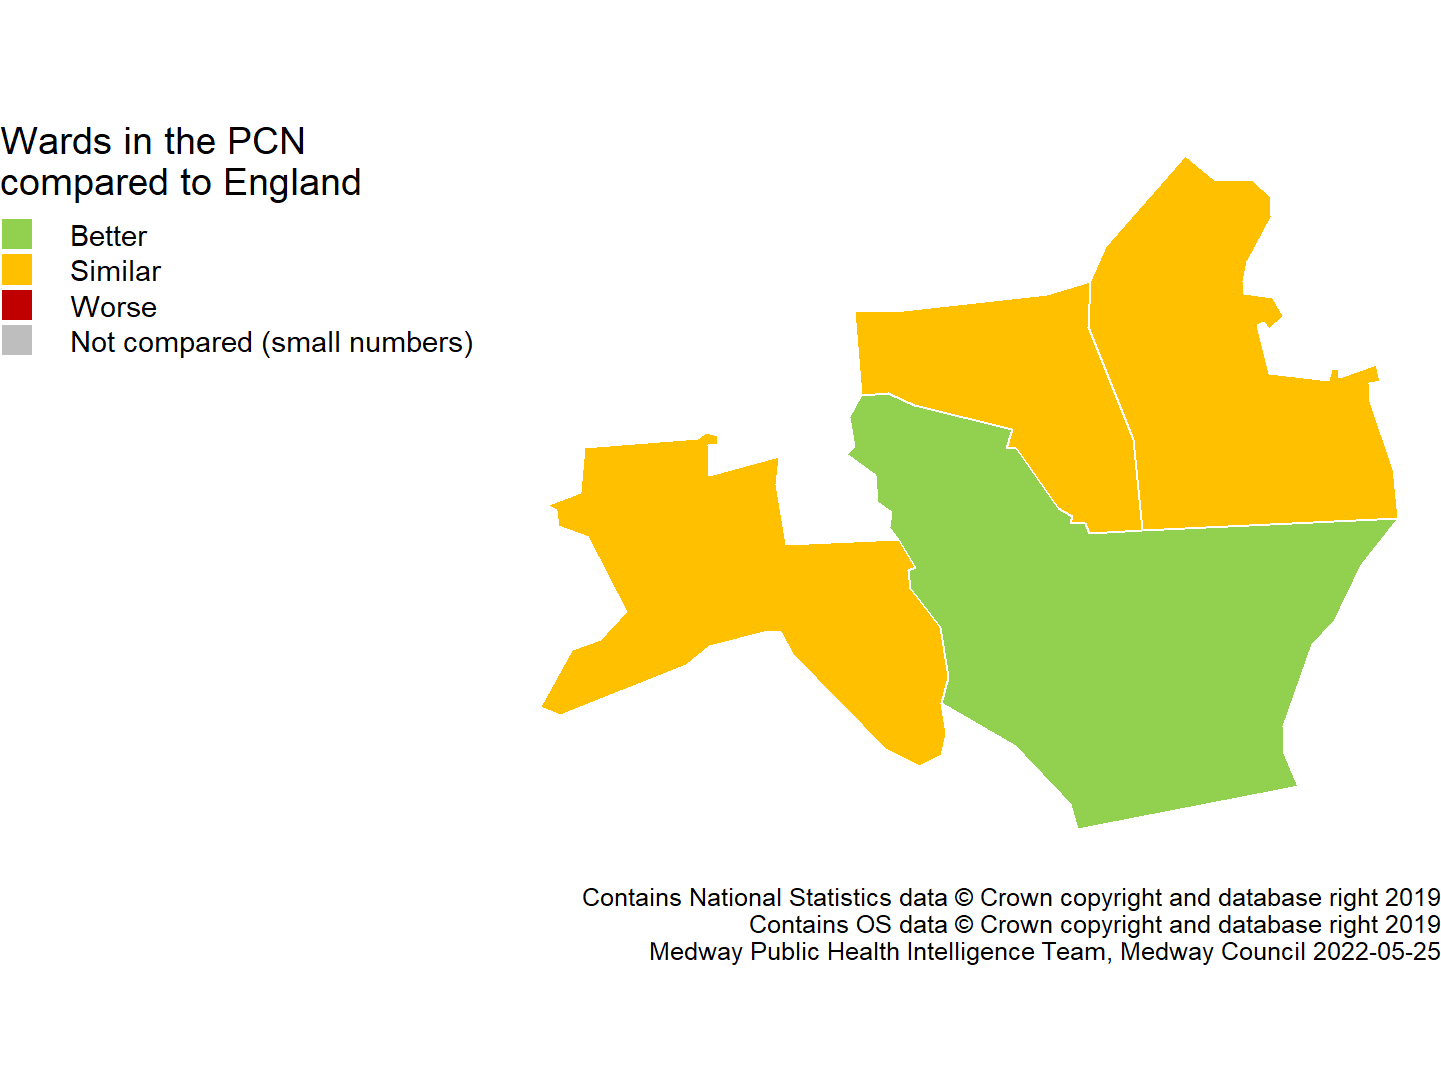 Wards in the PCN
compared to England
Better
Similar
Worse
Not compared (small numbers)
Contains National Statistics data © Crown copyright and database right 2019
Contains OS data © Crown copyright and database right 2019
Medway Public Health Intelligence Team, Medway Council 2022-05-25